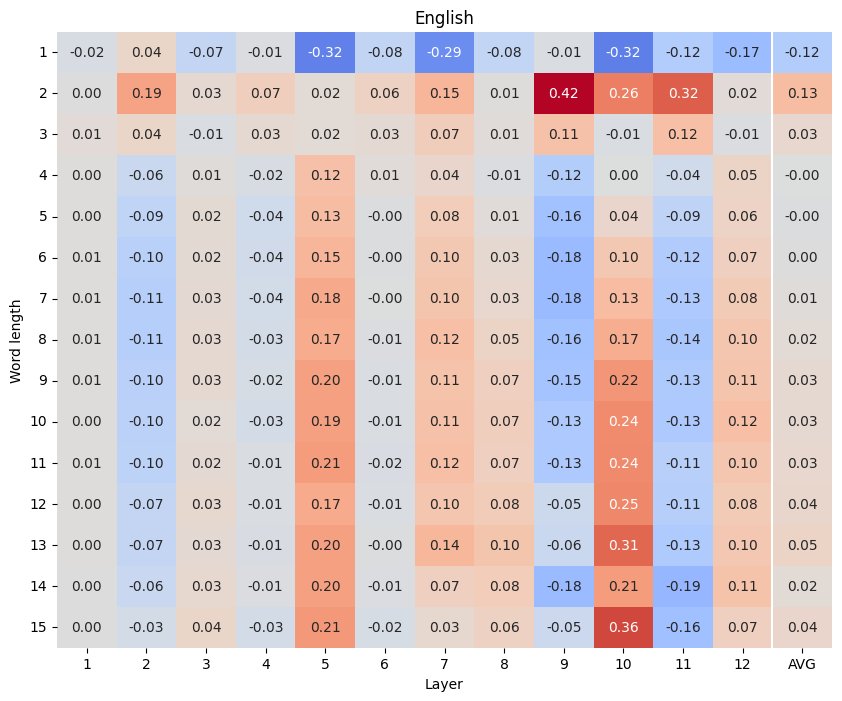 English
1 -0.02 0.04 -0.07 -0.01 -0.32 -0.08 -0.29 -0.08 -0.01 -0.32 -0.12 -0.17 -0.12
2 0.00 0.19 0.03 0.07 0.02 0.06 0.15 0.01 0.42 0.26 0.32 0.02 0.13
3 0.01 0.04 -0.01 0.03 0.02 0.03 0.07 0.01 0.11 -0.01 0.12 -0.01 0.03
4 0.00 -0.06 0.01 -0.02 0.12 0.01 0.04 -0.01 -0.12 0.00 -0.04 0.05 -0.00
5 0.00 -0.09 0.02 -0.04 0.13 -0.00 0.08 0.01 -0.16 0.04 -0.09 0.06 -0.00
6 0.01 -0.10 0.02 -0.04 0.15 -0.00 0.10 0.03 -0.18 0.10 -0.12 0.07 0.00
7 0.01 -0.11 0.03 -0.04 0.18 -0.00 0.10 0.03 -0.18 0.13 -0.13 0.08 0.01
8 0.01 -0.11 0.03 -0.03 0.17 -0.01 0.12 0.05 -0.16 0.17 -0.14 0.10 0.02
9 0.01 -0.10 0.03 -0.02 0.20 -0.01 0.11 0.07 -0.15 0.22 -0.13 0.11 0.03
10 0.00 -0.10 0.02 -0.03 0.19 -0.01 0.11 0.07 -0.13 0.24 -0.13 0.12 0.03
11 0.01 -0.10 0.02 -0.01 0.21 -0.02 0.12 0.07 -0.13 0.24 -0.11 0.10 0.03
12 0.00 -0.07 0.03 -0.01 0.17 -0.01 0.10 0.08 -0.05 0.25 -0.11 0.08 0.04
13 0.00 -0.07 0.03 -0.01 0.20 -0.00 0.14 0.10 -0.06 0.31 -0.13 0.10 0.05
14 0.00 -0.06 0.03 -0.01 0.20 -0.01 0.07 0.08 -0.18 0.21 -0.19 0.11 0.02
15 0.00 -0.03 0.04 -0.03 0.21 -0.02 0.03 0.06 -0.05 0.36 -0.16 0.07 0.04
1 2 3 4 5 6 7 8 9 10 11 12 AVG
Layer
Word length